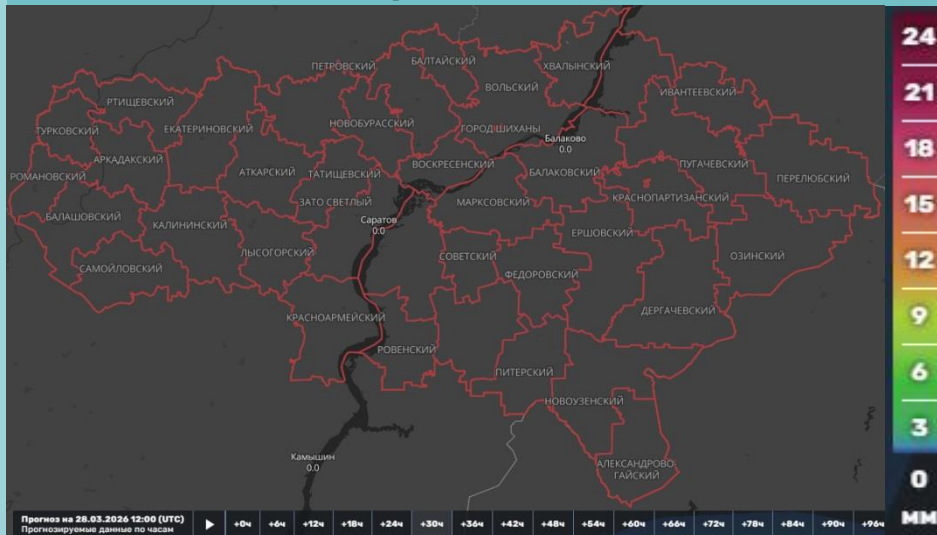 ПЕТРОВСКИЙ
БАЛТАЙСКИЙ
ХВАЛЫНСКИЙ
ВОЛЬСКИЙ
ИВАНТЕЕВСКИЙ
РТИЩЕВСКИЙ
ТУРКОВСКИЙ
ЕКАТЕРИНОВСКИЙ
НОВОБУРАССКИЙ
ГОРОД ШИХАНЫ
Балаково
0.0
АРКАДАКСКИЙ
РОМАНОВСКИЙ
АТКАРСКИЙ
ТАТИЩЕВСКИЙ
ВОСКРЕСЕНСКИЙ
БАЛАКОВСКИЙ
ПУГАЧЕВСКИЙ
ПЕРЕЛЮБСКИЙ
ЗАТО СВЕТЛЫЙ
МАРКСОВСКИЙ
КРАСНОПАРТИЗАНСКИЙ
БАЛАШОВСКИЙ
КАЛИНИНСКИЙ
Саратов
0.0
ЕРШОВСКИЙ
ЛЫСОГОРСКИЙ
СОВЕТСКИЙ
ОЗИНСКИЙ
САМОЙЛОВСКИЙ
ФЕДОРОВСКИЙ
КРАСНОАРМЕЙСКИЙ
ДЕРГАЧЕВСКИЙ
РОВЕНСКИЙ
ПИТЕРСКИЙ
НОВОУЗЕНСКИЙ
Камышин
0.0
АЛЕКСАНДРОВО-
ГАЙСКИЙ
24
21
18
15
12
9
6
3
0
мм
Прогноз на 28.03.2026 12:00 (UTC)
Прогнозируемые данные по часам
+0ч +6ч +12ч +18ч +24ч +30ч +36ч +42ч +48ч +54ч +60ч +66ч +72ч +78ч +84ч +90ч +96ч